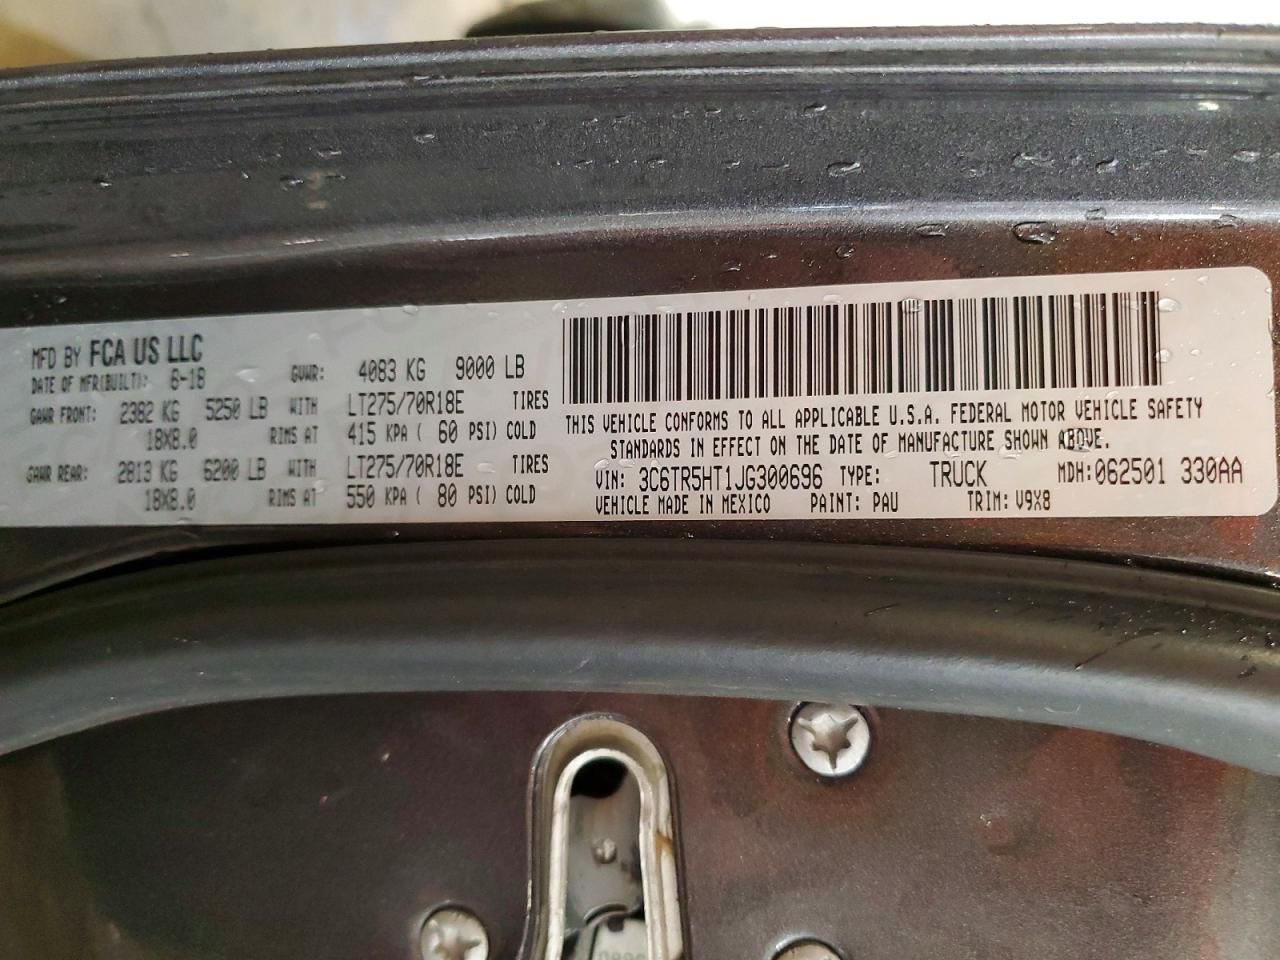 MFD BY FCA US LLC
DATE OF MFR(BUILT): 6-18 GVWR: 4083 KG 9000 LB
GAWR FRONT: 2382 KG 5250 LB WITH LT275/70R18E TIRES
18X8.0 RIMS AT 415 KPA ( 60 PSI) COLD
GAWR REAR: 2813 KG 6200 LB WITH LT275/70R18E TIRES
18X8.0 RIMS AT 550 KPA ( 80 PSI) COLD
THIS VEHICLE CONFORMS TO ALL APPLICABLE U.S.A. FEDERAL MOTOR VEHICLE SAFETY
STANDARDS IN EFFECT ON THE DATE OF MANUFACTURE SHOWN ABOVE.
VIN: 3C6TR5HT1JG300696 TYPE: TRUCK MDH:062501 330AA
VEHICLE MADE IN MEXICO PAINT: PAU TRIM: V9X8